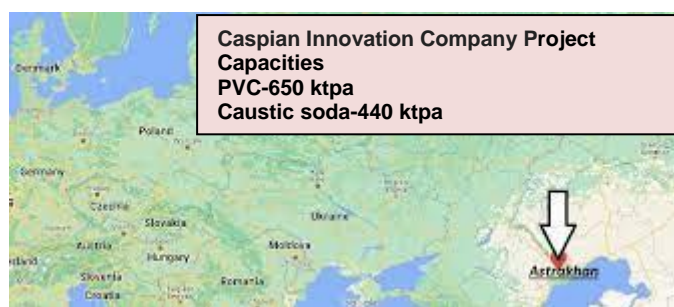 Caspian Innovation Company Project
Capacities
PVC-650 ktpa
Caustic soda-440 ktpa
Denmark
Poland
Germany
Czechia
Slovakia
Ukraine
Austria
Hungary
Moldova
Slovenia
Romania
Croatia
Astrakhan